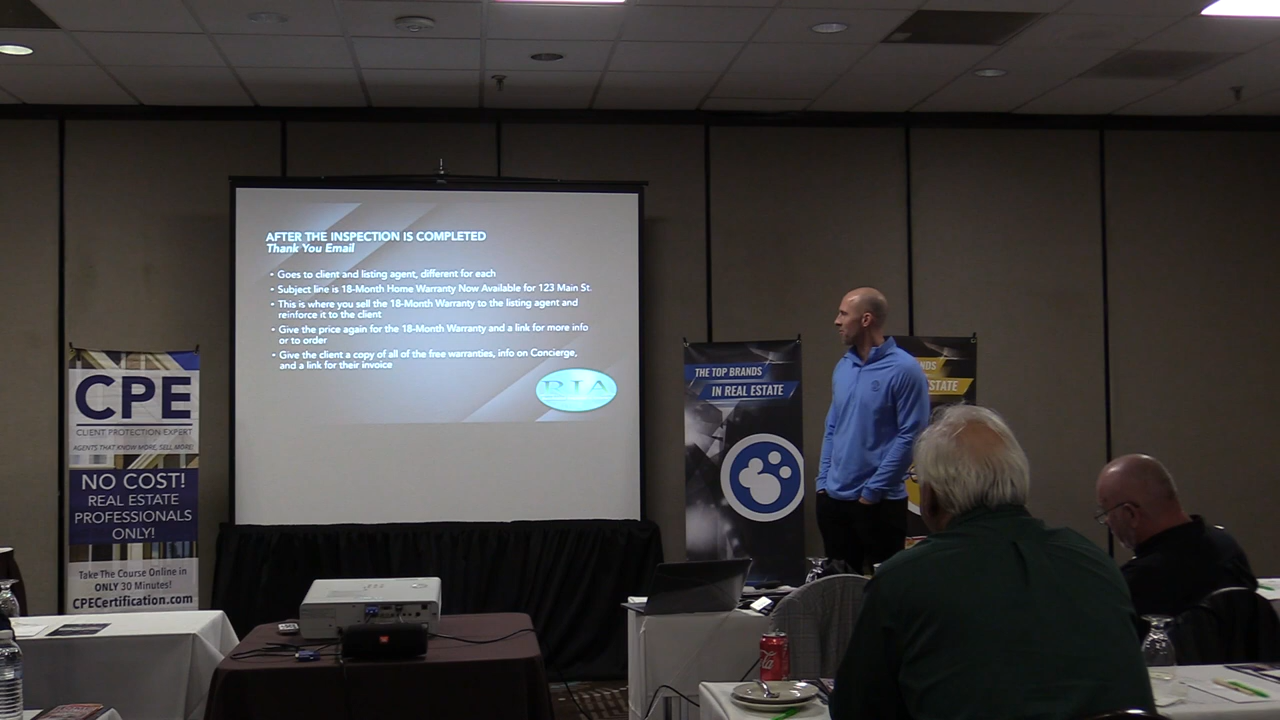 AFTER THE INSPECTION IS COMPLETED
Thank You Email
• Goes to client and listing agent, different for each
• Subject line is 18-Month Home Warranty Now Available for 123 Main St.
• This is where you sell the 18-Month Warranty to the listing agent and
reinforce it to the client
• Give the price again for the 18-Month Warranty and a link for more info
or to order
• Give the client a copy of all of the free warranties, info on Concierge,
and a link for their invoice
CPE
CLIENT PROTECTION EXPERT
AGENTS THAT KNOW MORE, SELL MORE!
NO COST!
REAL ESTATE
PROFESSIONALS
ONLY!
Take The Course Online in
ONLY 30 Minutes!
CPECertification.com
THE TOP BRANDS
IN REAL ESTATE
NDS
ESTATE
JBL